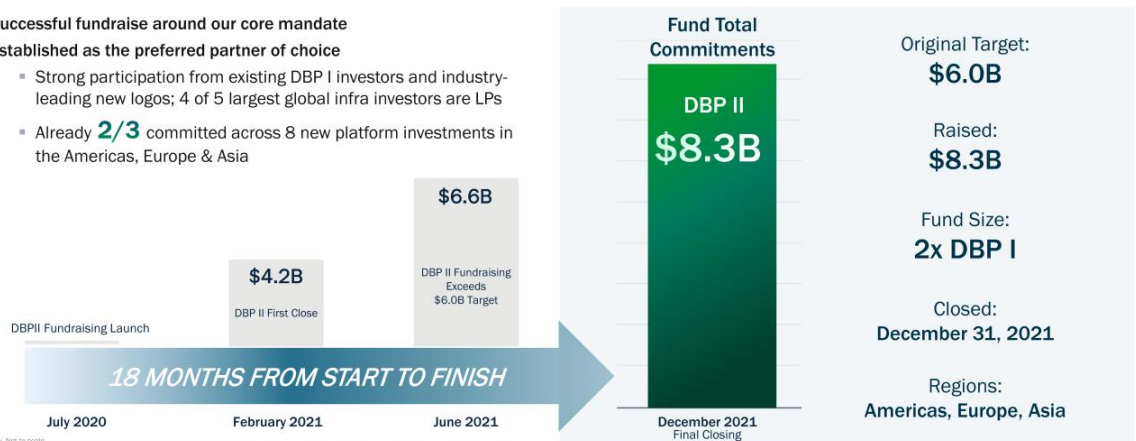 uccessful fundraise around our core mandate
stablished as the preferred partner of choice
Strong participation from existing DBP I investors and industry-
leading new logos; 4 of 5 largest global infra investors are LPs
Already 2/3 committed across 8 new platform investments in
the Americas, Europe & Asia
DBPII Fundraising Launch
$4.2B
DBP II First Close
$6.6B
DBP II Fundraising
Exceeds
$6.0B Target
18 MONTHS FROM START TO FINISH
July 2020
February 2021
June 2021
Fund Total
Commitments
DBP II
$8.3B
December 2021
Final Closing
Original Target:
$6.0B
Raised:
$8.3B
Fund Size:
2x DBP I
Closed:
December 31, 2021
Regions:
Americas, Europe, Asia